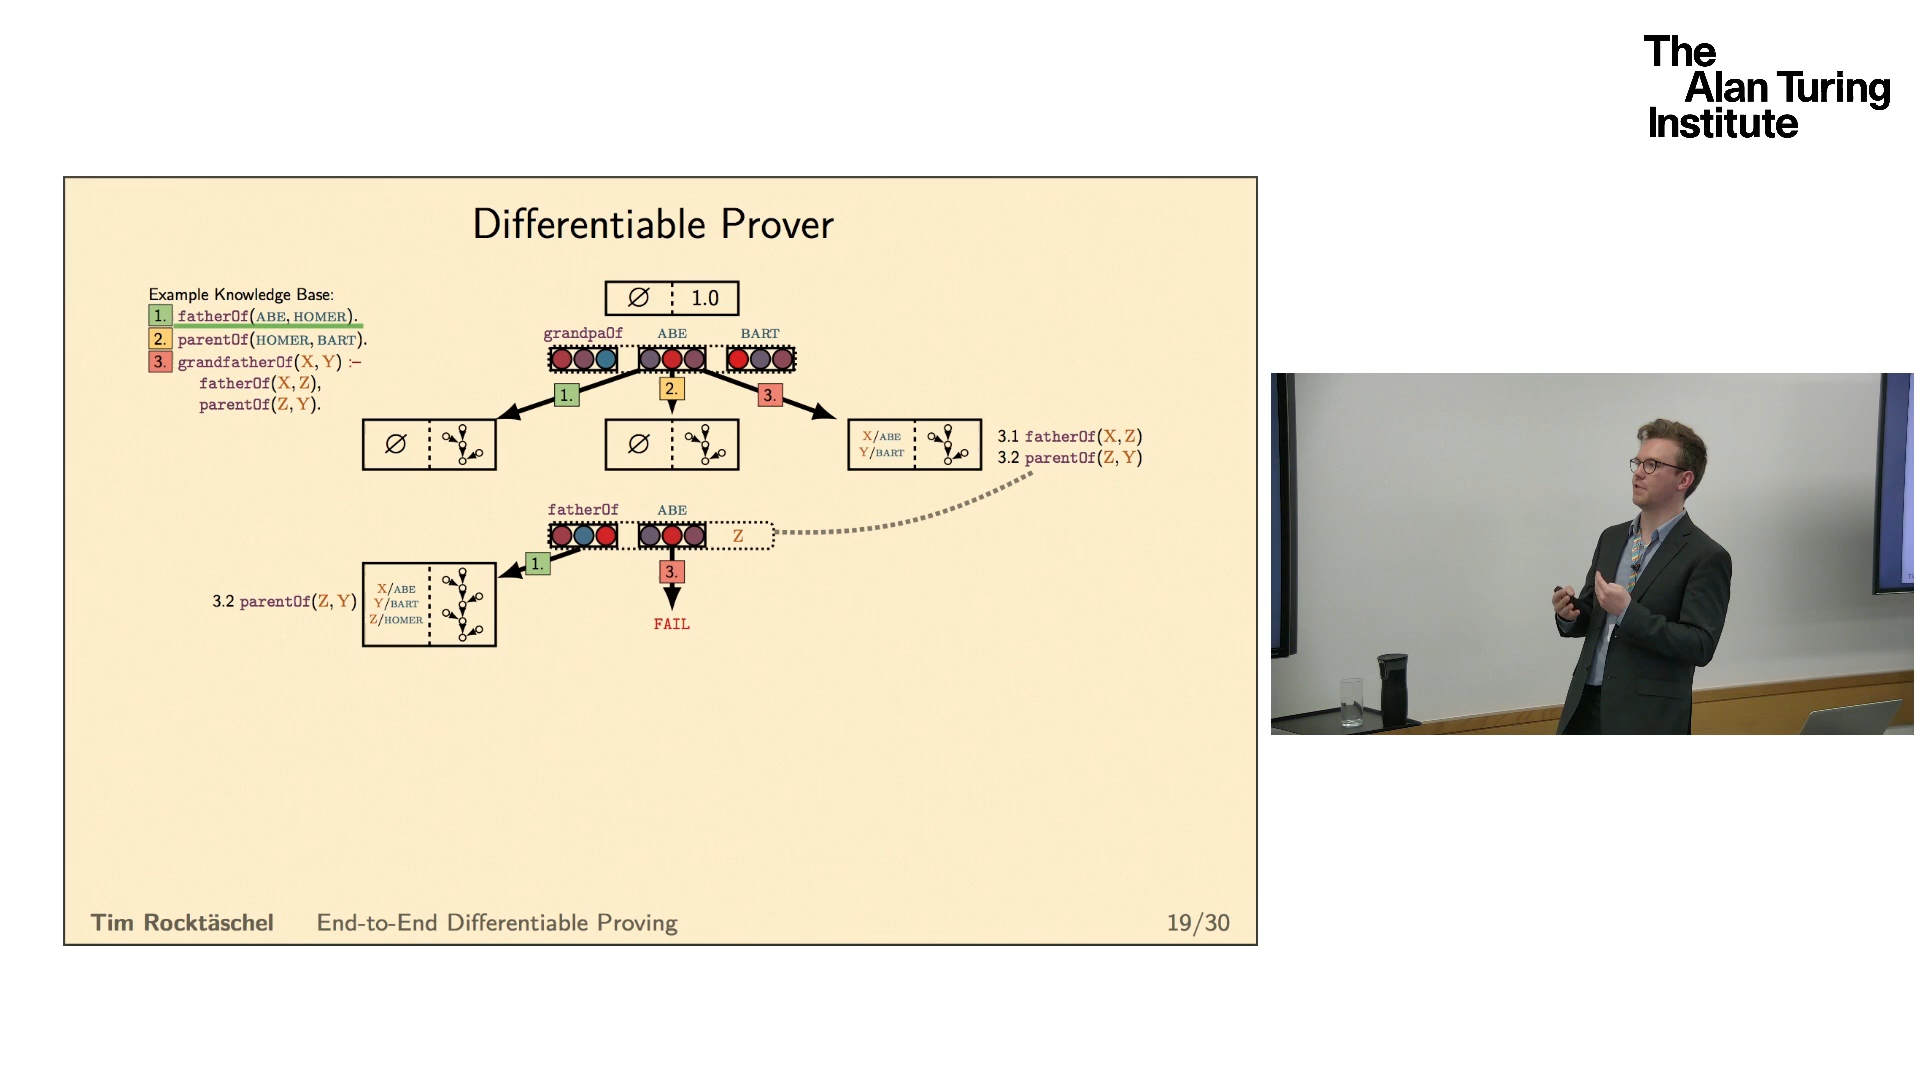 The
Alan Turing
Institute
Differentiable Prover
Example Knowledge Base:
1. fatherOf(ABE, HOMER).
2. parentOf(HOMER, BART).
3. grandfatherOf(X, Y) :–
fatherOf(X, Z),
parentOf(Z, Y).
∅ 1.0
grandpaOf ABE BART
1. 2. 3.
∅
∅
X/ABE
Y/BART
3.1 fatherOf(X, Z)
3.2 parentOf(Z, Y)
fatherOf ABE
Z
1. 3.
3.2 parentOf(Z, Y)
X/ABE
Y/BART
Z/HOMER
FAIL
Tim Rocktäschel End-to-End Differentiable Proving 19/30